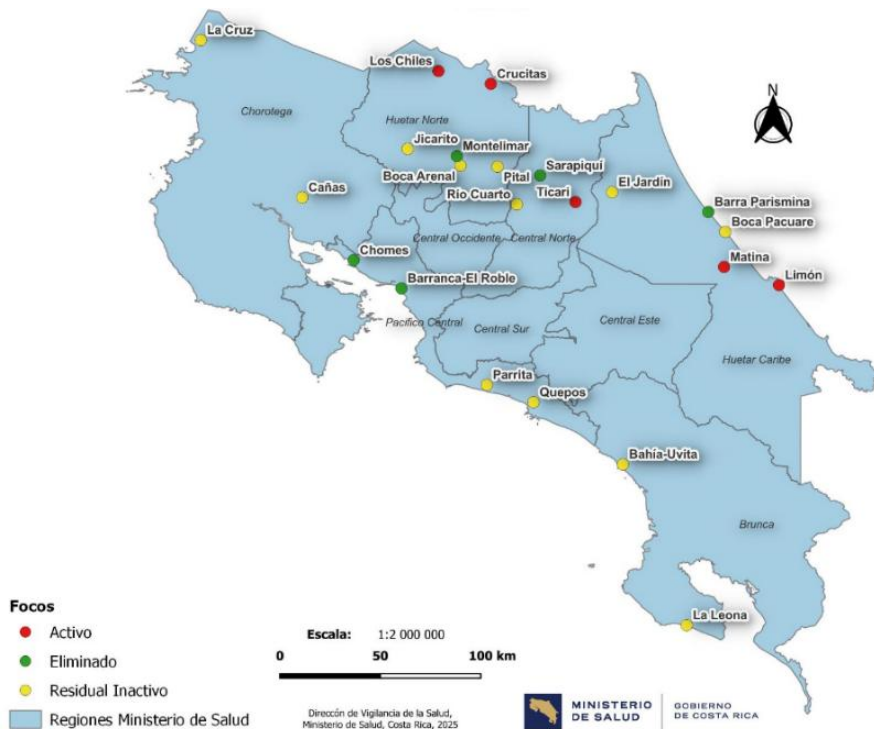 La Cruz
Los Chiles
Crucitas
N
Chorotega
Huetar Norte
Jicarito
Montelimar
Boca Arenal
Pital
Sarapiquí
Cañas
Río Cuarto
Ticari
El Jardín
Barra Parismina
Boca Pacuare
Chomes
Central Occidente
Central Norte
Matina
Limón
Barranca-El Roble
Pacífico Central
Central Sur
Central Este
Huetar Caribe
Parrita
Quepos
Bahía-Uvita
Brunca
La Leona
Focos
Activo
Eliminado
Residual Inactivo
Regiones Ministerio de Salud
Escala: 1:2 000 000
0 50 100 km
Direccón de Vigilancia de la Salud,
Ministerio de Salud, Costa Rica, 2025
MINISTERIO
DE SALUD
GOBIERNO
DE COSTA RICA